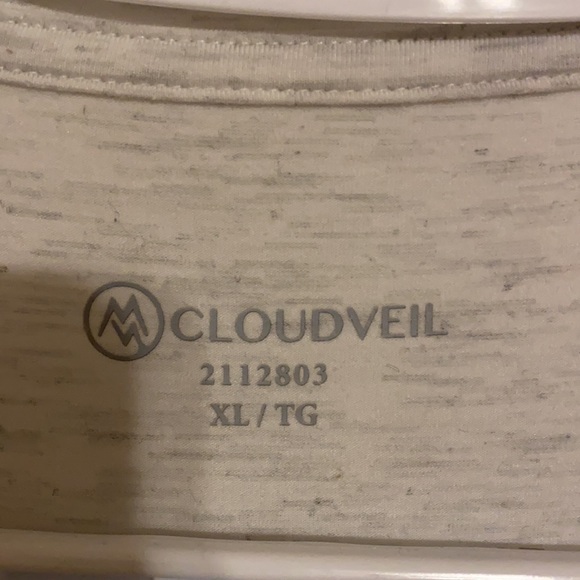 CLOUDVEIL
2112803
XL / TG